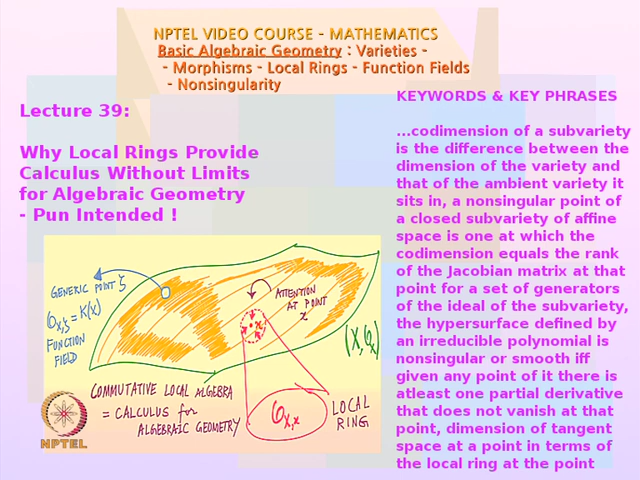 NPTEL VIDEO COURSE - MATHEMATICS
Basic Algebraic Geometry : Varieties -
- Morphisms - Local Rings - Function Fields
- Nonsingularity
Lecture 39:
Why Local Rings Provide
Calculus Without Limits
for Algebraic Geometry
- Pun Intended !
GENERIC POINT ξ
O_{X,ξ} = K(X)
FUNCTION
FIELD
ATTENTION
AT POINT
x
x
(X, O_X)
COMMUTATIVE LOCAL ALGEBRA
= CALCULUS for
ALGEBRAIC GEOMETRY
O_{X,x}
LOCAL
RING
NPTEL
KEYWORDS & KEY PHRASES
...codimension of a subvariety
is the difference between the
dimension of the variety and
that of the ambient variety it
sits in, a nonsingular point of
a closed subvariety of affine
space is one at which the
codimension equals the rank
of the Jacobian matrix at that
point for a set of generators
of the ideal of the subvariety,
the hypersurface defined by
an irreducible polynomial is
nonsingular or smooth iff
given any point of it there is
atleast one partial derivative
that does not vanish at that
point, dimension of tangent
space at a point in terms of
the local ring at the point